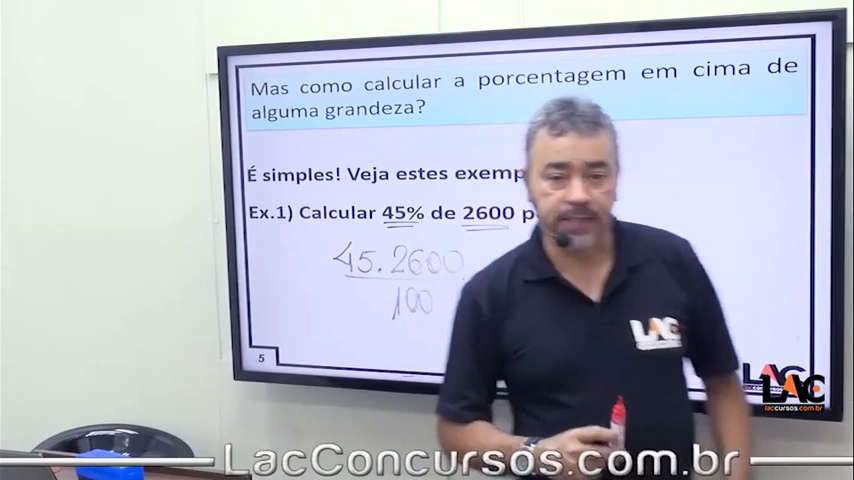 Mas como calcular a porcentagem em cima de
alguma grandeza?
É simples! Veja estes
Ex.1) Calcular 45% de 2600
45.2600
100
5
LAC
LAC
LAC
laccursos.com.br
LacConcursos.com.br